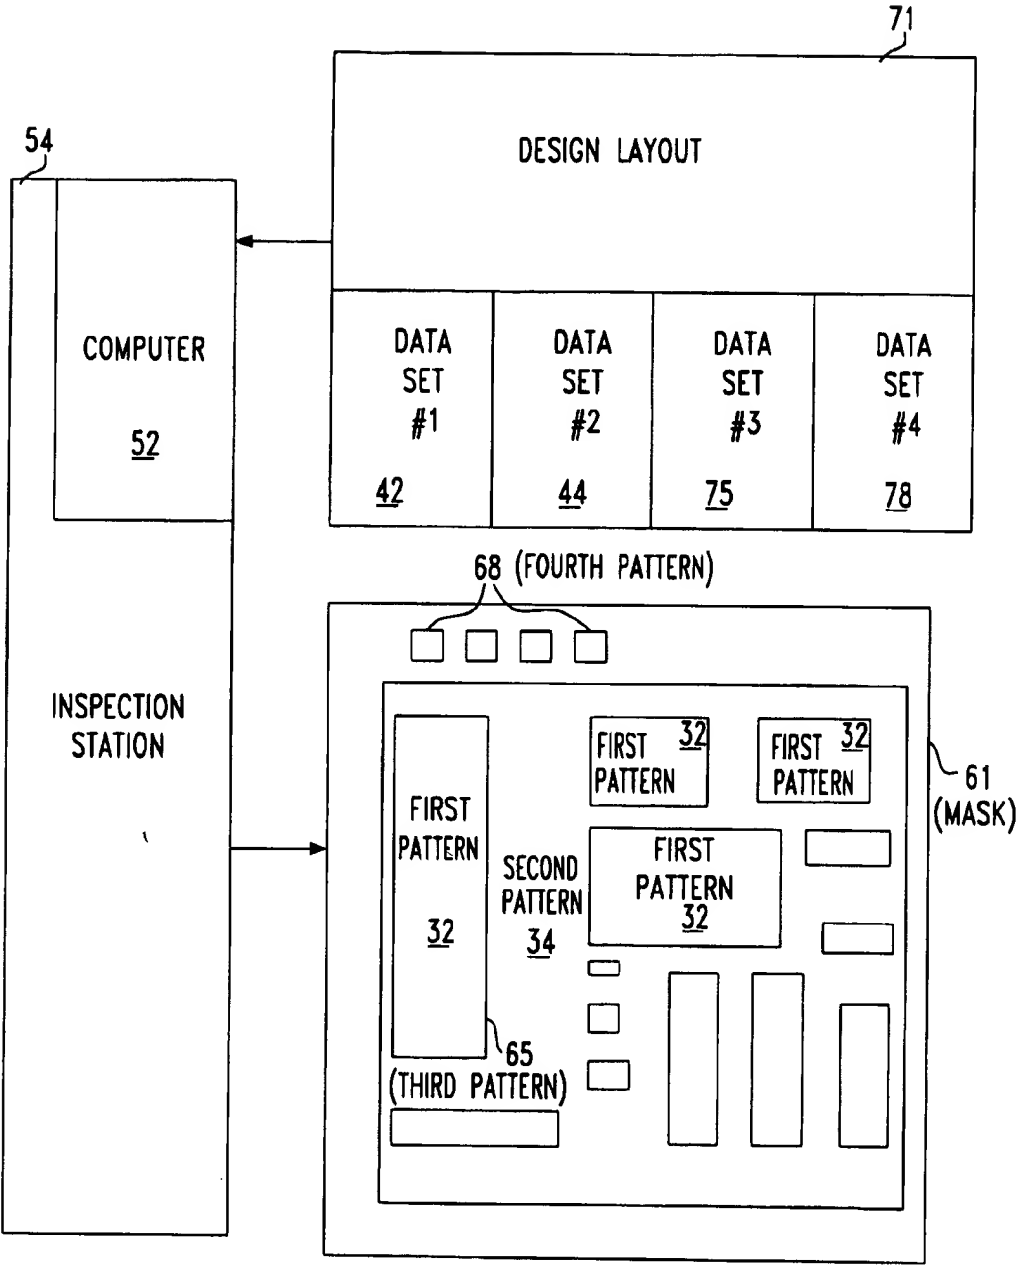 71
DESIGN LAYOUT
54
COMPUTER
52
DATA
SET
#1
42
DATA
SET
#2
44
DATA
SET
#3
75
DATA
SET
#4
78
INSPECTION
STATION
68 (FOURTH PATTERN)
FIRST
PATTERN
32
SECOND
PATTERN
34
32
FIRST
PATTERN
32
FIRST
PATTERN
FIRST
PATTERN
32
61
(MASK)
65
(THIRD PATTERN)